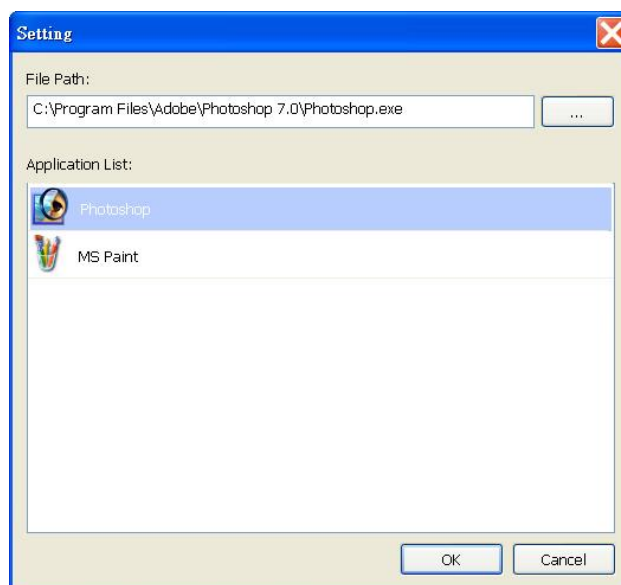 Setting
File Path:
C:\Program Files\Adobe\Photoshop 7.0\Photoshop.exe
...
Application List:
Photoshop
MS Paint
OK
Cancel